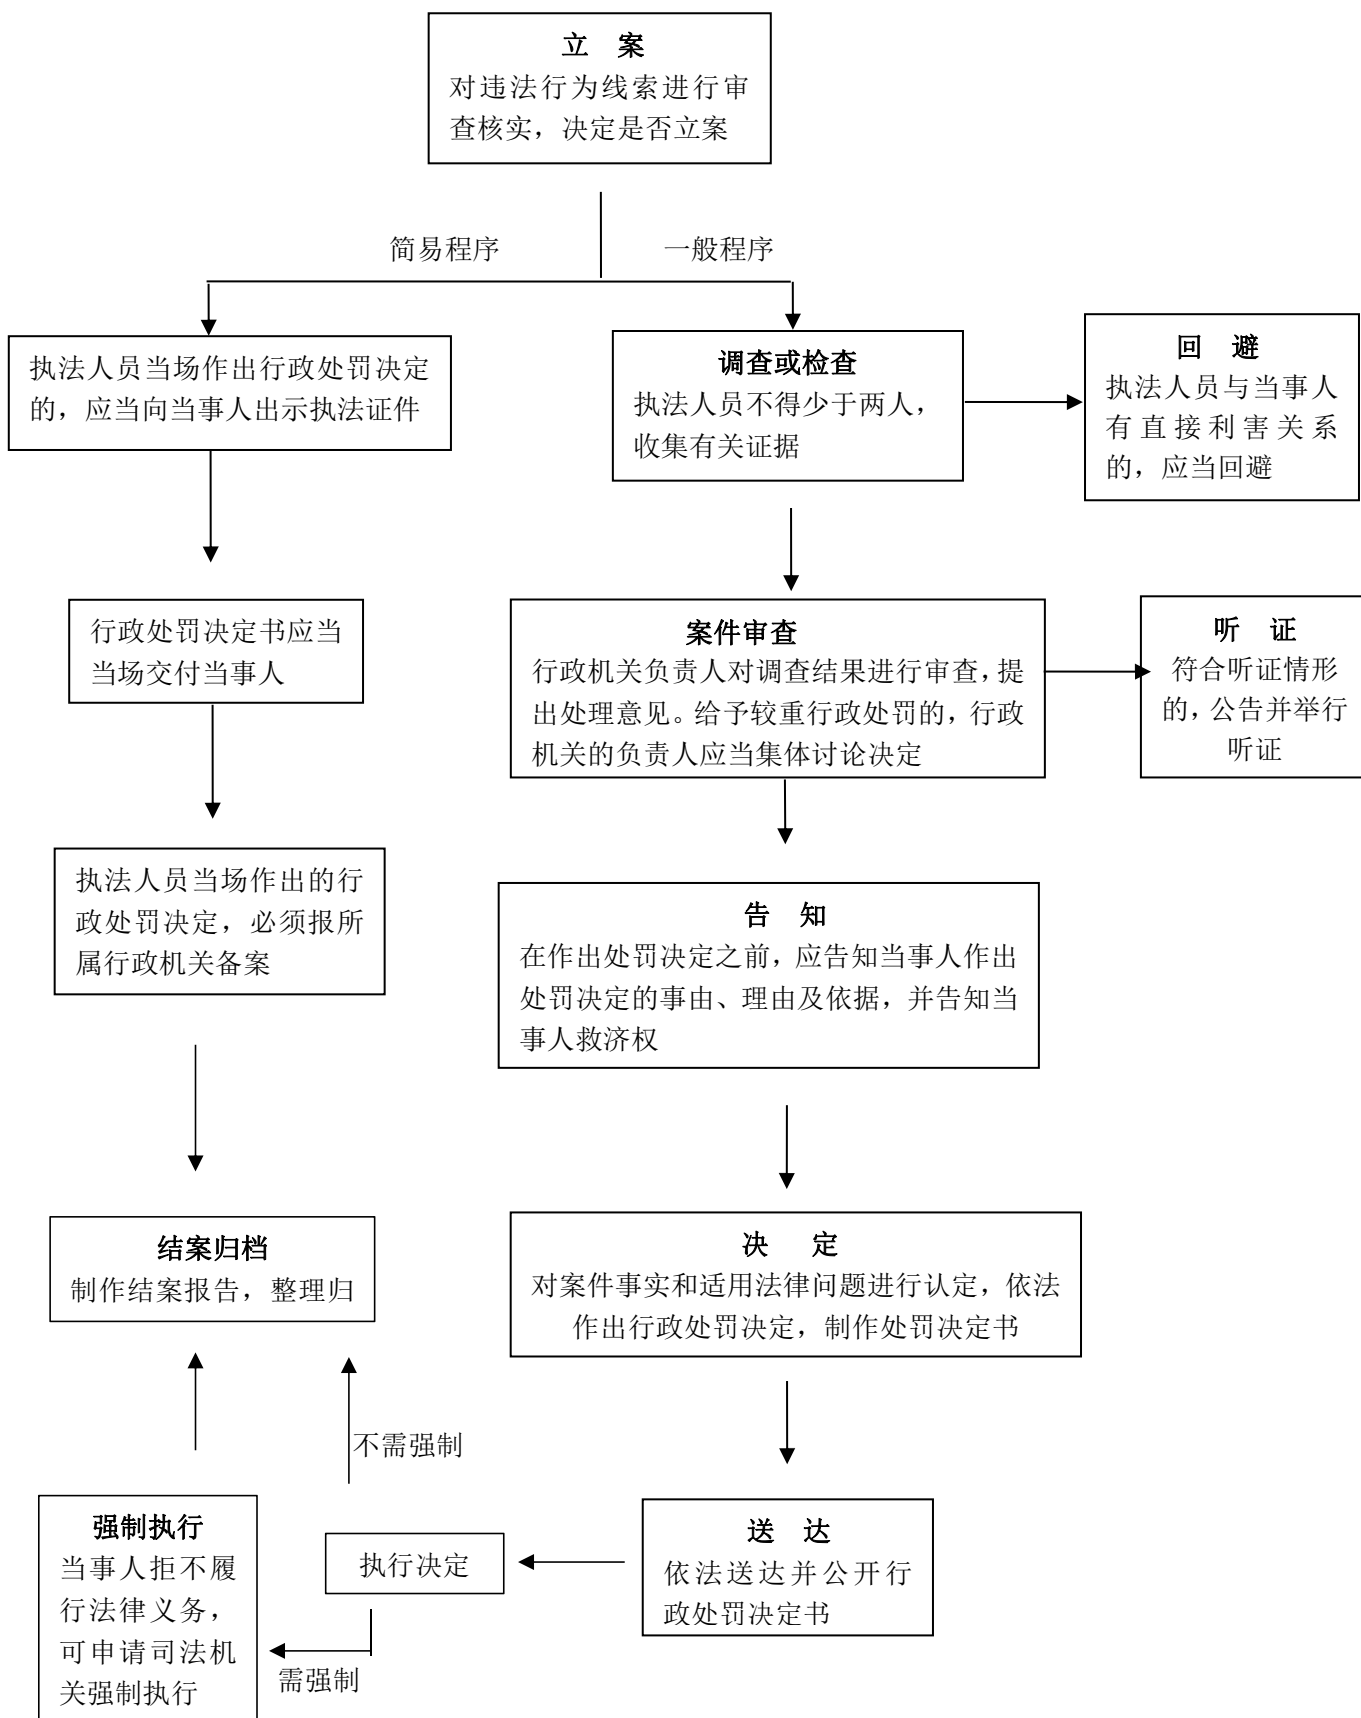 立 案
对违法行为线索进行审
查核实，决定是否立案
简易程序
一般程序
执法人员当场作出行政处罚决定
的，应当向当事人出示执法证件
调查或检查
执法人员不得少于两人，
收集有关证据
回 避
执法人员与当事人
有直接利害关系
的，应当回避
行政处罚决定书应当
当场交付当事人
案件审查
行政机关负责人对调查结果进行审查，提
出处理意见。给予较重行政处罚的，行政
机关的负责人应当集体讨论决定
听 证
符合听证情形
的，公告并举行
听证
执法人员当场作出的行
政处罚决定，必须报所
属行政机关备案
告 知
在作出处罚决定之前，应告知当事人作出
处罚决定的事由、理由及依据，并告知当
事人救济权
结案归档
制作结案报告，整理归
决 定
对案件事实和适用法律问题进行认定，依法
作出行政处罚决定，制作处罚决定书
不需强制
强制执行
当事人拒不履
行法律义务，
可申请司法机
关强制执行
执行决定
需强制
送 达
依法送达并公开行
政处罚决定书